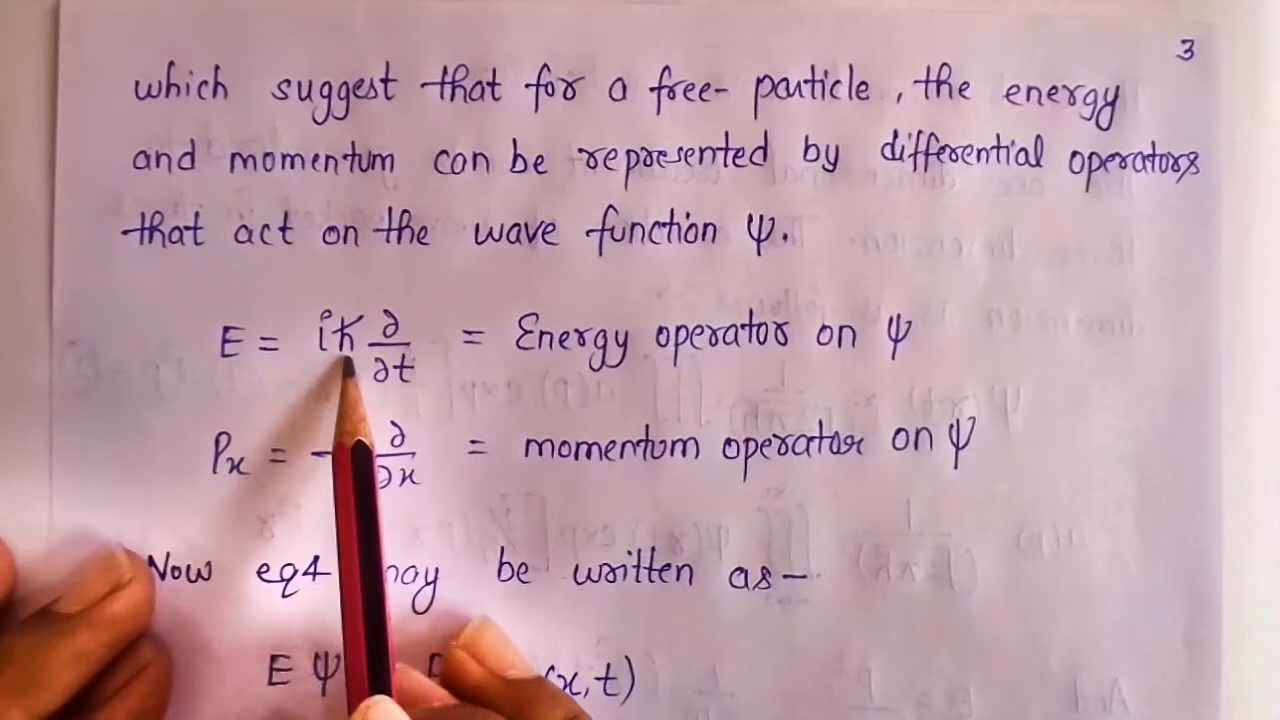 3
which suggest that for a free- particle, the energy
and momentum can be represented by differential operators
that act on the wave function ψ.
E = iℏ ∂/∂t = Energy operator on ψ
Px = - ∂/∂x = momentum operator on ψ
Now eq4 may be written as-
E ψ (x,t)